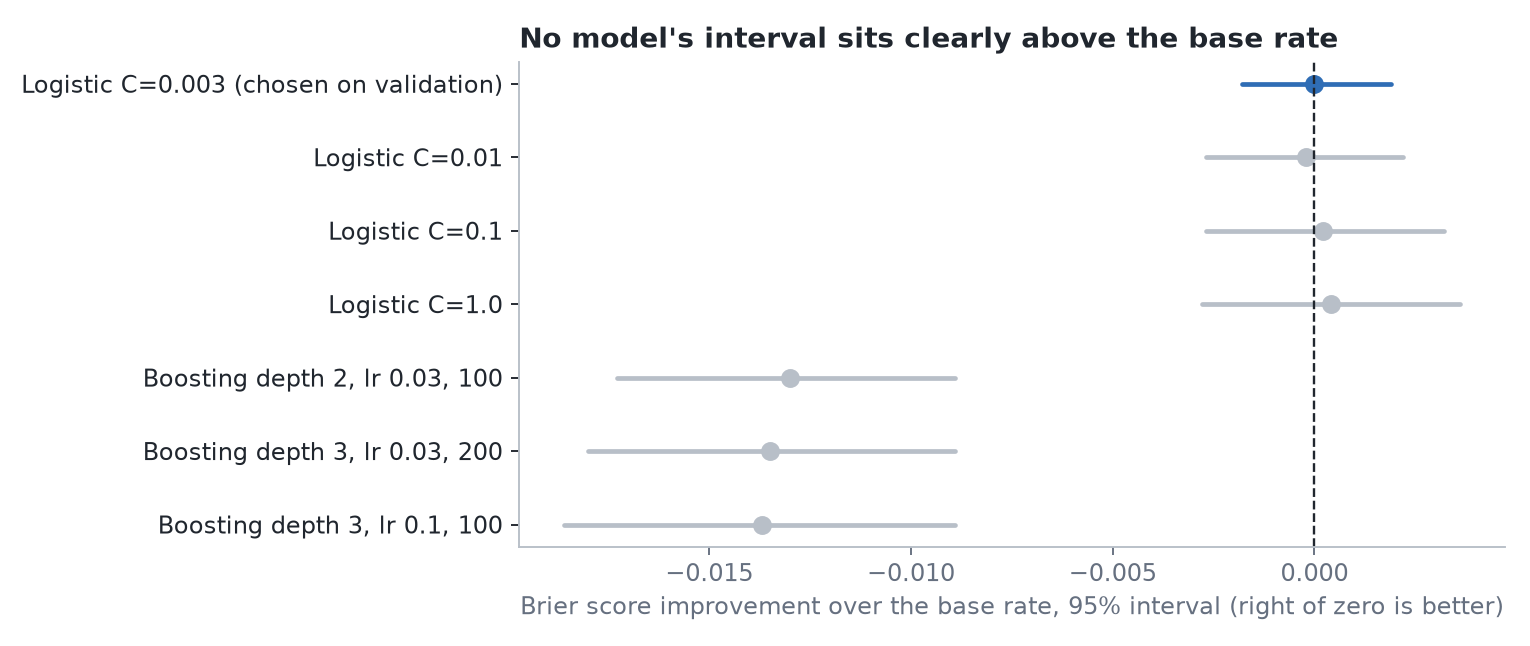 No model's interval sits clearly above the base rate
Logistic C=0.003 (chosen on validation)
Logistic C=0.01
Logistic C=0.1
Logistic C=1.0
Boosting depth 2, lr 0.03, 100
Boosting depth 3, lr 0.03, 200
Boosting depth 3, lr 0.1, 100
−0.015 −0.010 −0.005 0.000
Brier score improvement over the base rate, 95% interval (right of zero is better)